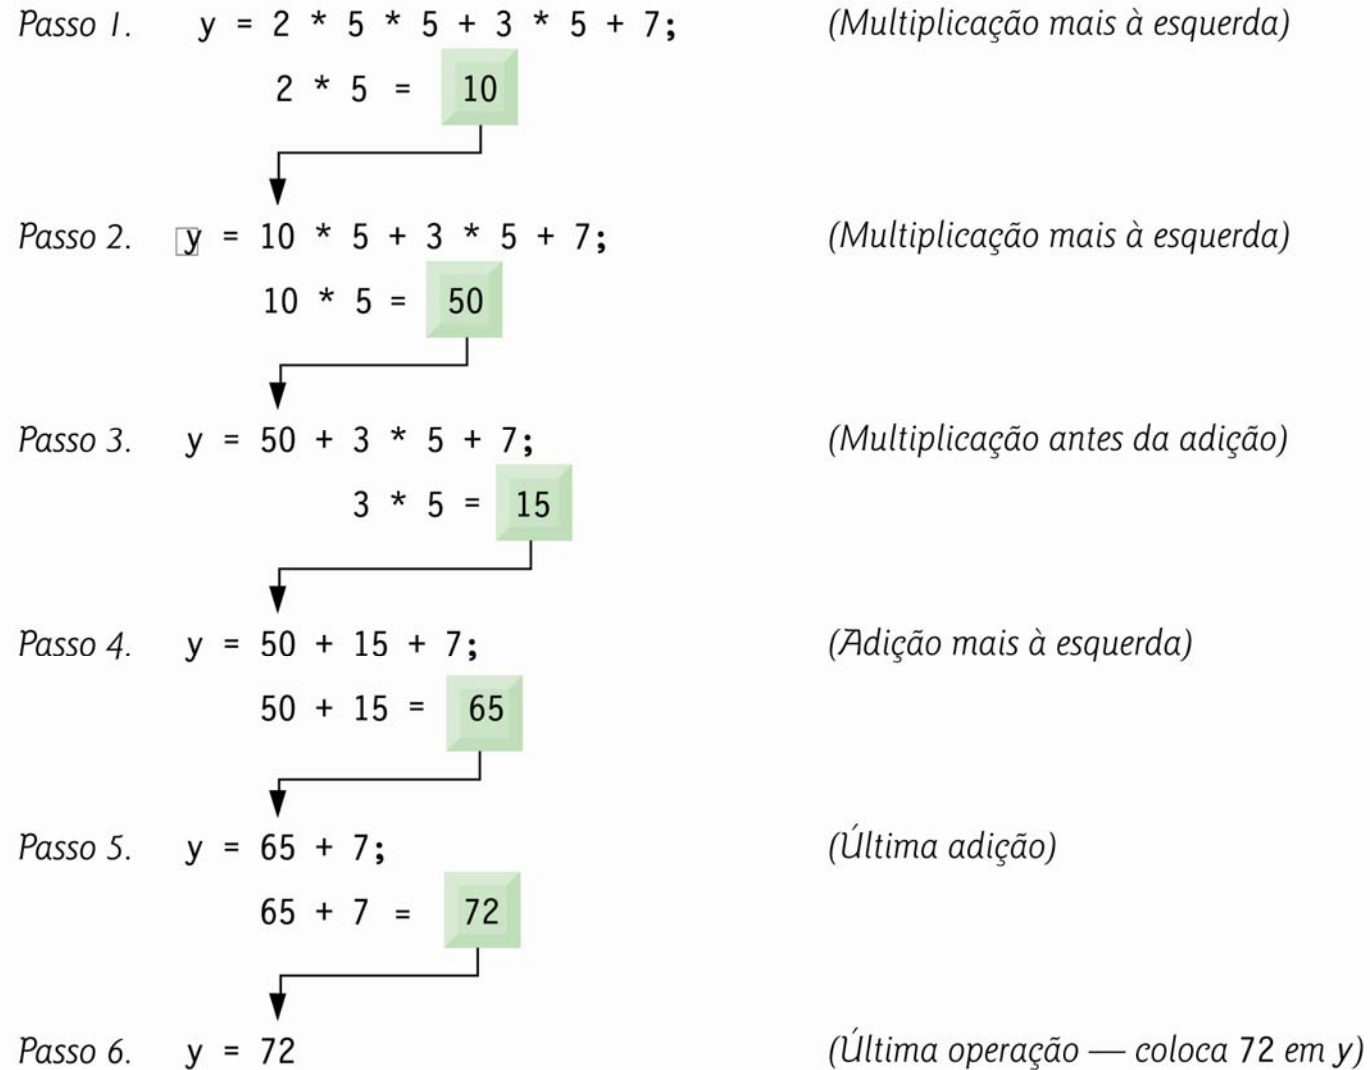 Passo 1. y = 2 * 5 * 5 + 3 * 5 + 7; (Multiplicação mais à esquerda)
2 * 5 = 10
Passo 2. y = 10 * 5 + 3 * 5 + 7; (Multiplicação mais à esquerda)
10 * 5 = 50
Passo 3. y = 50 + 3 * 5 + 7; (Multiplicação antes da adição)
3 * 5 = 15
Passo 4. y = 50 + 15 + 7; (Adição mais à esquerda)
50 + 15 = 65
Passo 5. y = 65 + 7; (Última adição)
65 + 7 = 72
Passo 6. y = 72 (Última operação — coloca 72 em y)